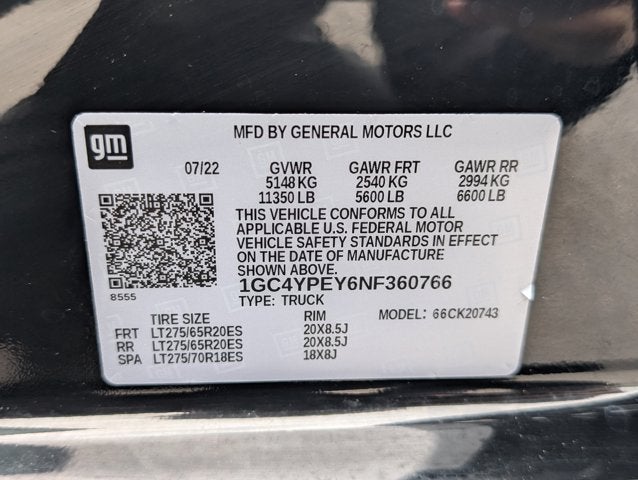 gm
MFD BY GENERAL MOTORS LLC
07/22 GVWR GAWR FRT GAWR RR
5148 KG 2540 KG 2994 KG
11350 LB 5600 LB 6600 LB
THIS VEHICLE CONFORMS TO ALL
APPLICABLE U.S. FEDERAL MOTOR
VEHICLE SAFETY STANDARDS IN EFFECT
ON THE DATE OF MANUFACTURE
SHOWN ABOVE.
8555
1GC4YPEY6NF360766
TYPE: TRUCK
TIRE SIZE RIM MODEL: 66CK20743
FRT LT275/65R20ES 20X8.5J
RR LT275/65R20ES 20X8.5J
SPA LT275/70R18ES 18X8J